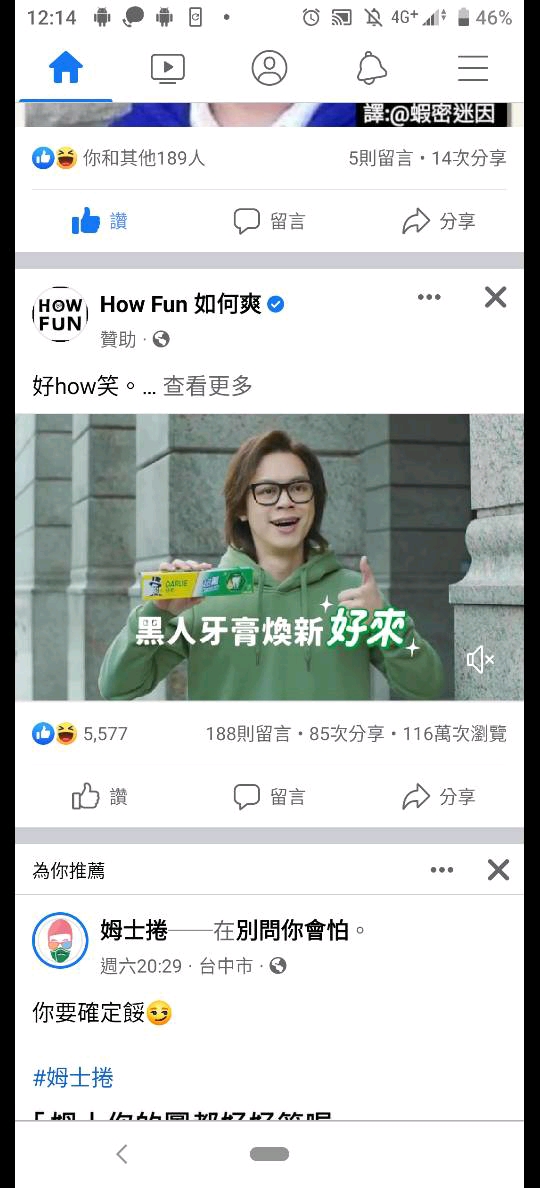 12:14
4G+
46%
譯:@蝦密迷因
你和其他189人
5則留言・14次分享
讚
留言
分享
HOW FUN
How Fun 如何爽
贊助
好how笑。... 查看更多
DARLIE
黑人牙膏煥新好來
5,577
188則留言・85次分享・116萬次瀏覽
讚
留言
分享
為你推薦
姆士捲——在別問你會怕。
週六20:29 · 台中市
你要確定餒
#姆士捲